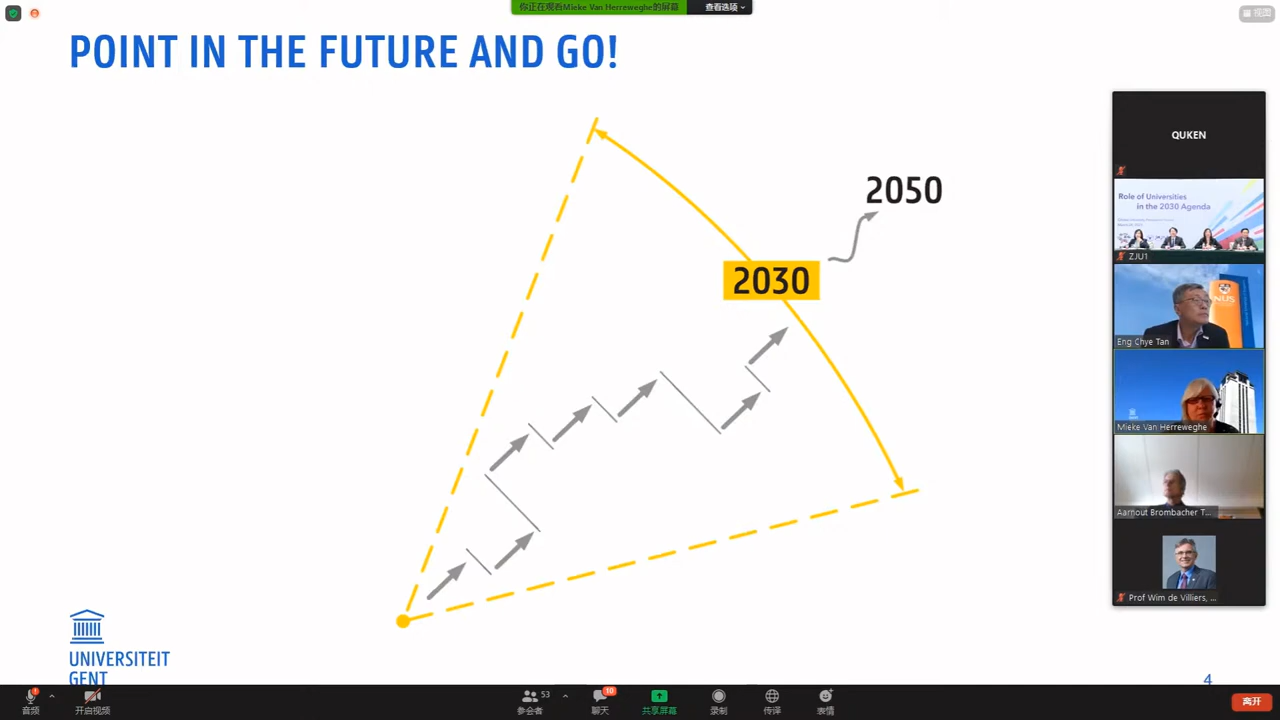 你正在观看Mieke Van Herreweghe的屏幕
查看选项
视图
POINT IN THE FUTURE AND GO!
2050
2030
QUKEN
Role of Universities
in the 2030 Agenda
ZJU1
NUS
Eng Chye Tan
Mieke Van Herreweghe
Aarnout Brombacher T...
Prof Wim de Villiers, ...
UNIVERSITEIT
GENT
4
音频
开启视频
53
参会者
10
聊天
共享屏幕
录制
传译
表情
离开